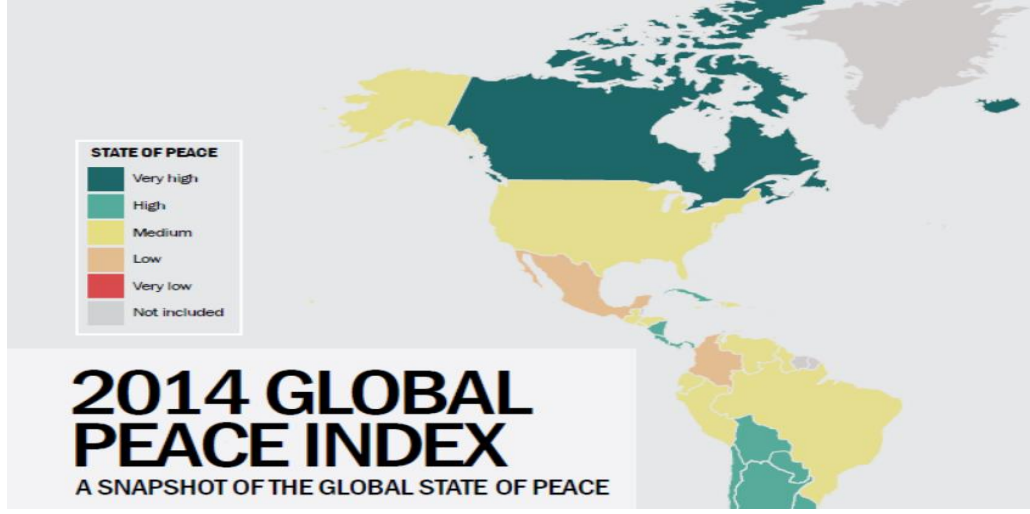 STATE OF PEACE
Very high
High
Medium
Low
Very low
Not included
2014 GLOBAL
PEACE INDEX
A SNAPSHOT OF THE GLOBAL STATE OF PEACE